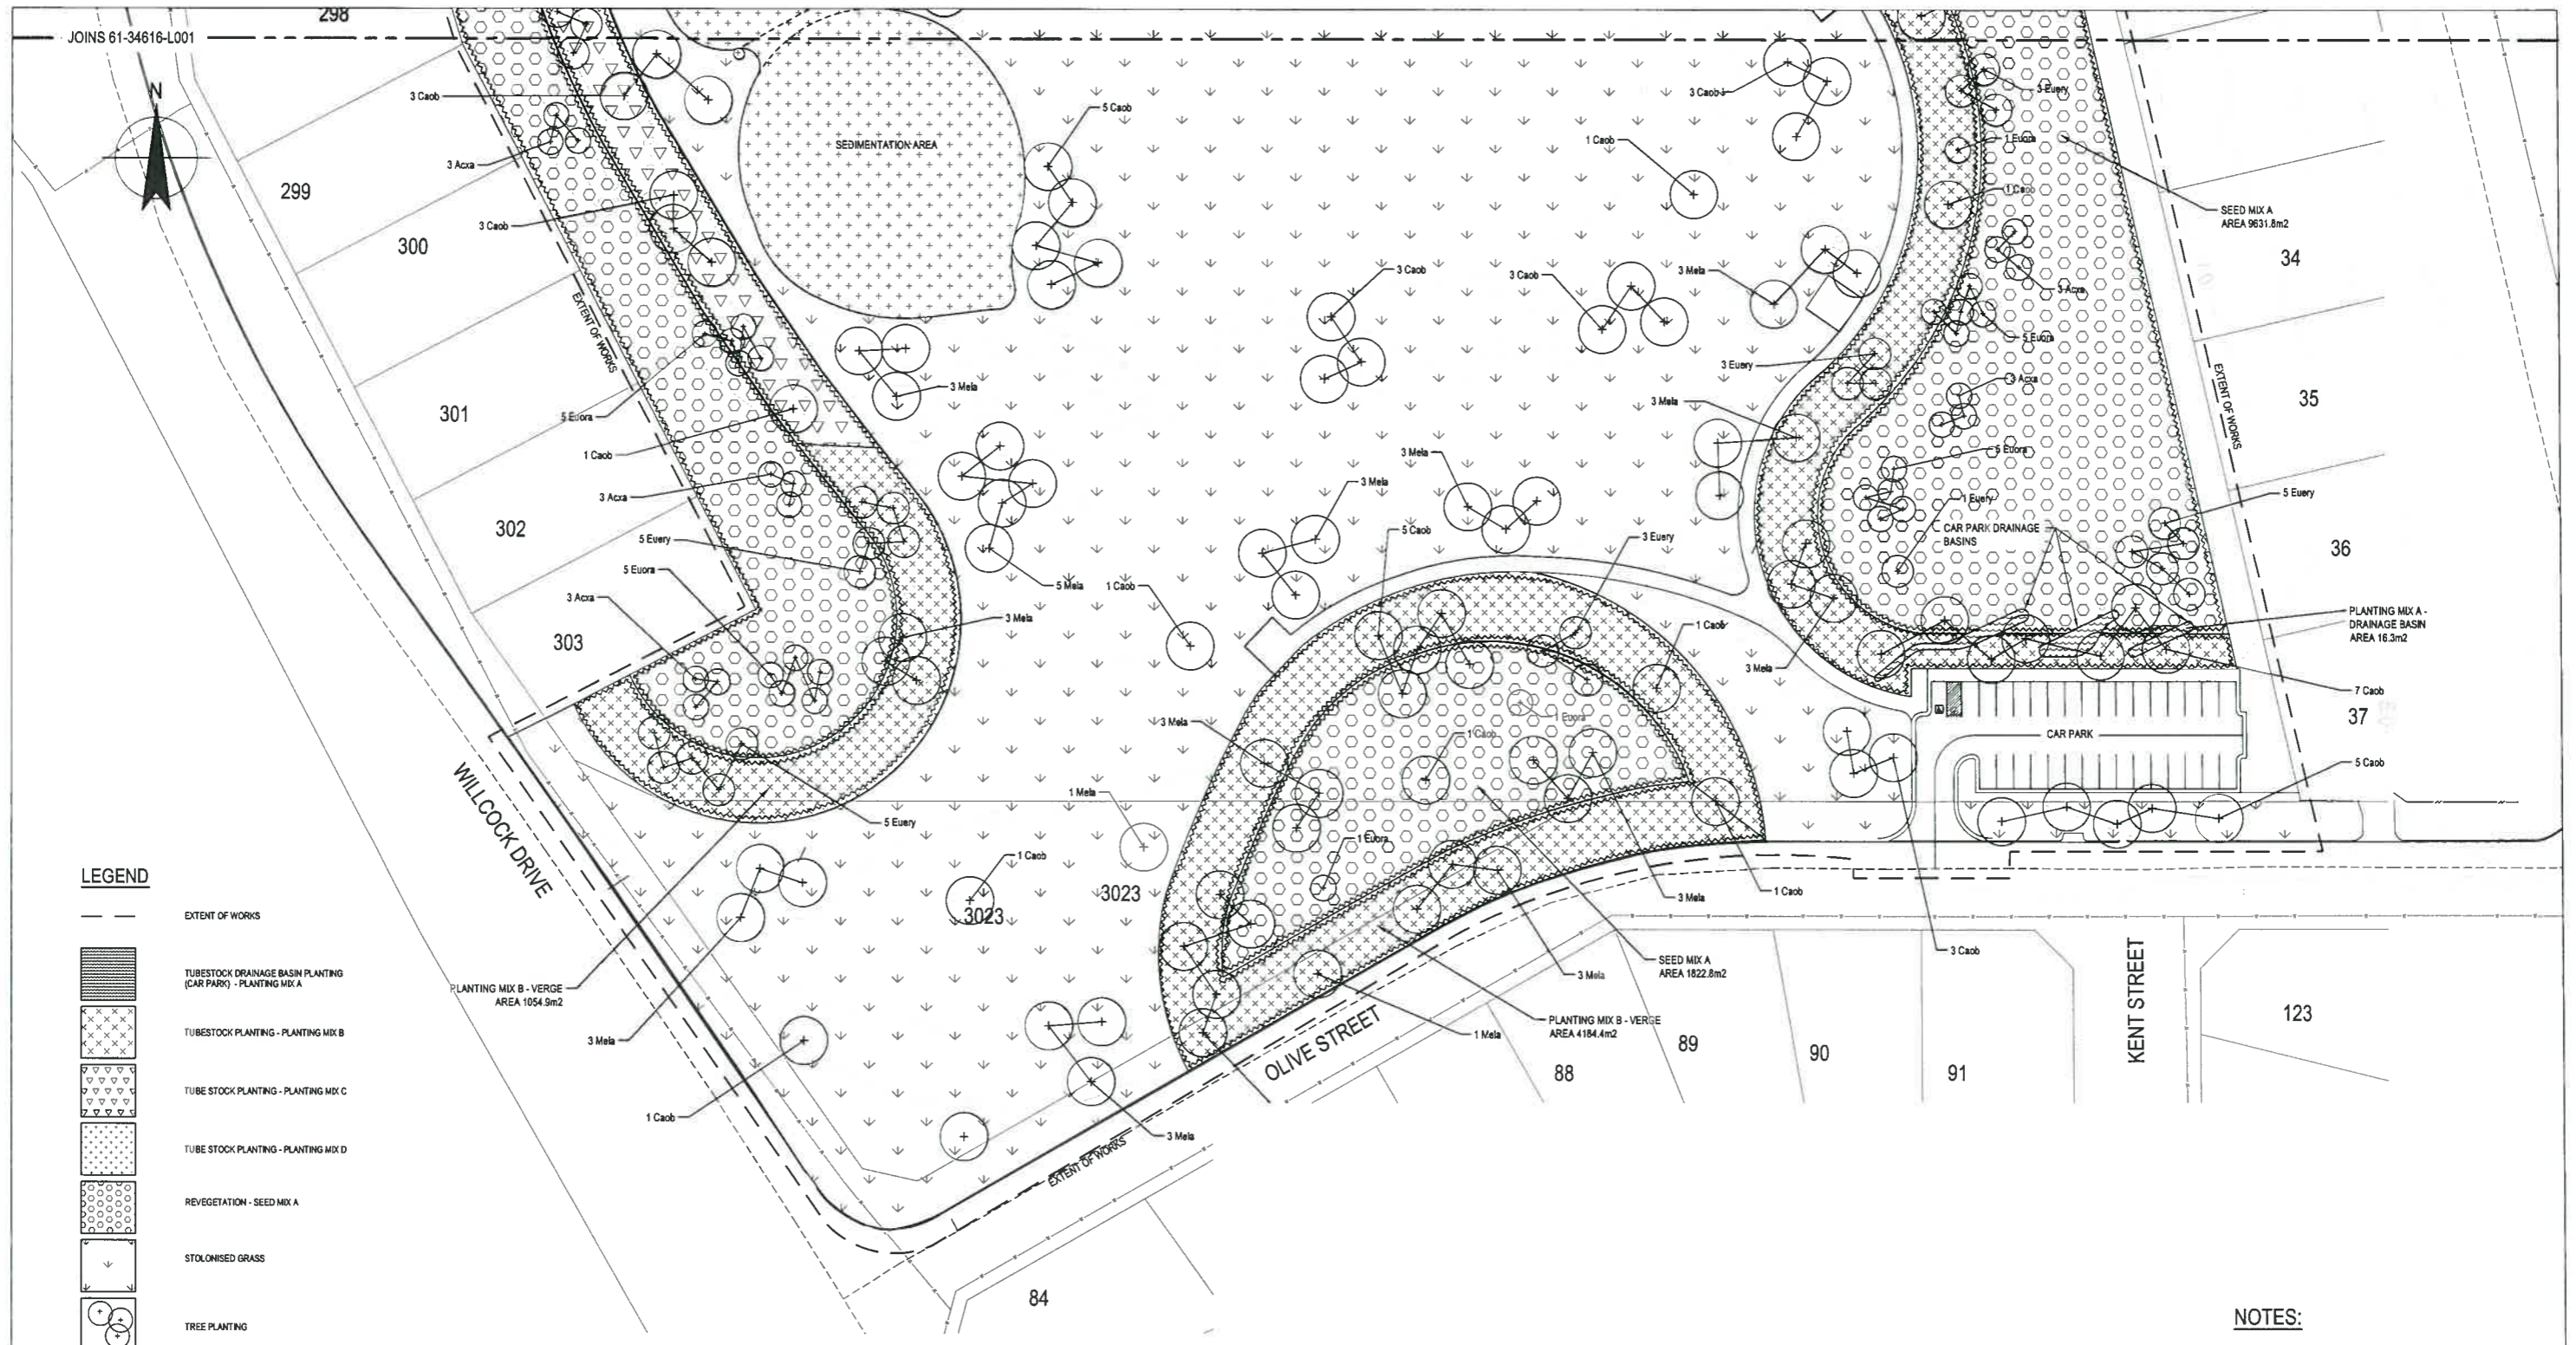 298
JOINS 61-34616-L001
N
3 Caob
3 Acxa
299
300
3 Caob
SEDIMENTATION AREA
5 Caob
3 Caob
1 Caob
3 Euery
1 Euora
1 Caob
SEED MIX A
AREA 9631.8m2
34
EXTENT OF WORKS
3 Caob
3 Caob
3 Mela
3 Acxa
5 Euora
3 Euery
3 Acxa
3 Mela
EXTENT OF WORKS
35
301
5 Euora
3 Mela
1 Caob
3 Acxa
302
5 Euery
5 Euora
3 Acxa
303
3 Mela
3 Mela
5 Euora
1 Euery
5 Euery
CAR PARK DRAINAGE
BASINS
36
5 Caob
3 Euery
5 Mela
1 Caob
3 Mela
1 Caob
3 Mela
PLANTING MIX A -
DRAINAGE BASIN
AREA 16.3m2
7 Caob
37
CAR PARK
5 Caob
3 Mela
1 Euora
1 Caob
WILLCOCK DRIVE
1 Mela
5 Euery
1 Euora
1 Caob
3023
3023
3 Mela
1 Caob
3 Caob
PLANTING MIX B - VERGE
AREA 1054.9m2
3 Mela
SEED MIX A
AREA 1822.8m2
3 Mela
PLANTING MIX B - VERGE
AREA 4184.4m2
1 Mela
1 Caob
3 Mela
OLIVE STREET
EXTENT OF WORKS
KENT STREET
88
89
90
91
123
84
LEGEND
EXTENT OF WORKS
TUBESTOCK DRAINAGE BASIN PLANTING
(CAR PARK) - PLANTING MIX A
TUBESTOCK PLANTING - PLANTING MIX B
TUBE STOCK PLANTING - PLANTING MIX C
TUBE STOCK PLANTING - PLANTING MIX D
REVEGETATION - SEED MIX A
STOLONISED GRASS
TREE PLANTING
NOTES: